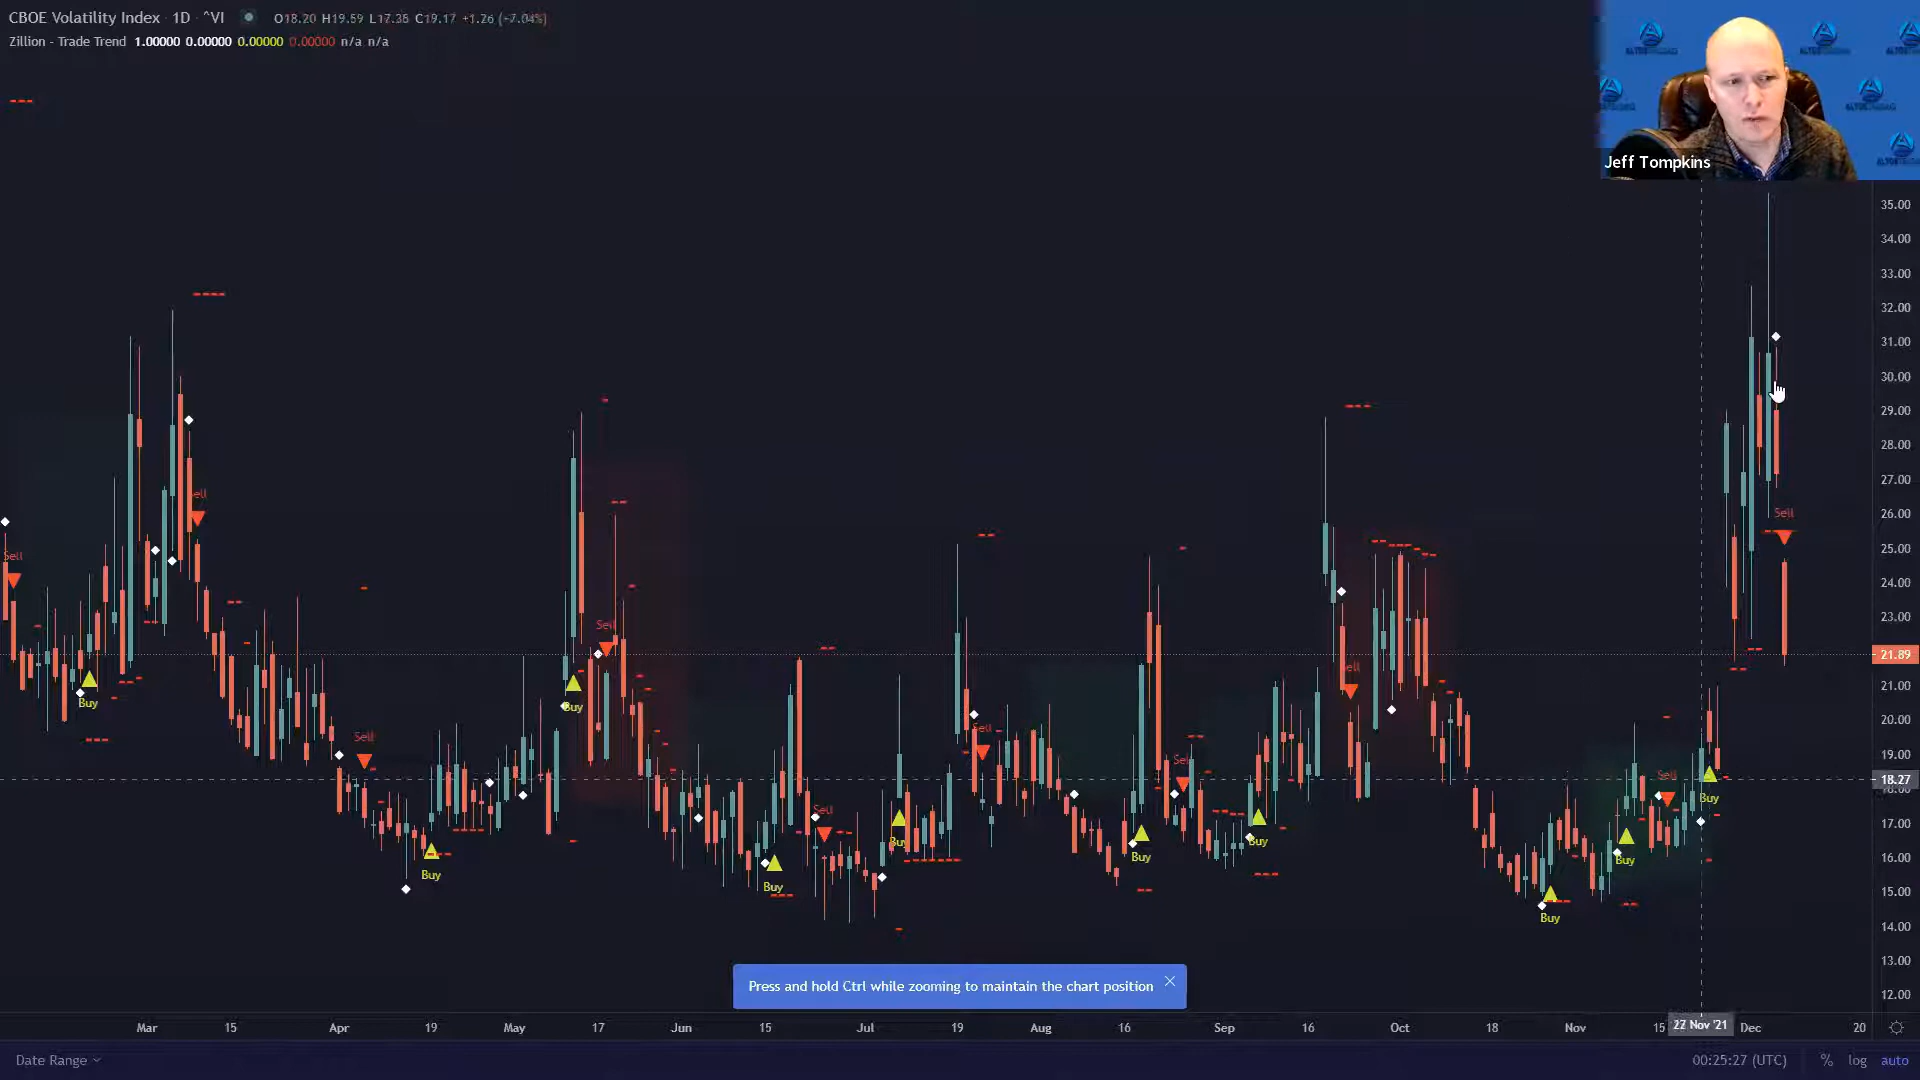 CBOE Volatility Index · 1D · ^VI O18.20 H19.59 L17.35 C19.17 +1.26 (+7.04%)
Zillion - Trade Trend 1.00000 0.00000 0.00000 0.00000 n/a n/a
Jeff Tompkins
35.00
34.00
33.00
32.00
31.00
30.00
29.00
28.00
27.00
Sell
26.00
Sell
Sell
25.00
24.00
23.00
Sell
21.89
Sell
21.00
Buy
Buy
20.00
Sell
Sell
19.00
Sell
Sell
18.27
18.00
Buy
Sell
17.00
Buy
Buy
Buy
Buy
16.00
Buy
Buy
15.00
Buy
14.00
13.00
Press and hold Ctrl while zooming to maintain the chart position
12.00
Mar 15 Apr 19 May 17 Jun 15 Jul 19 Aug 16 Sep 16 Oct 18 Nov 15 22 Nov '21 Dec 20
Date Range 00:25:27 (UTC) % log auto